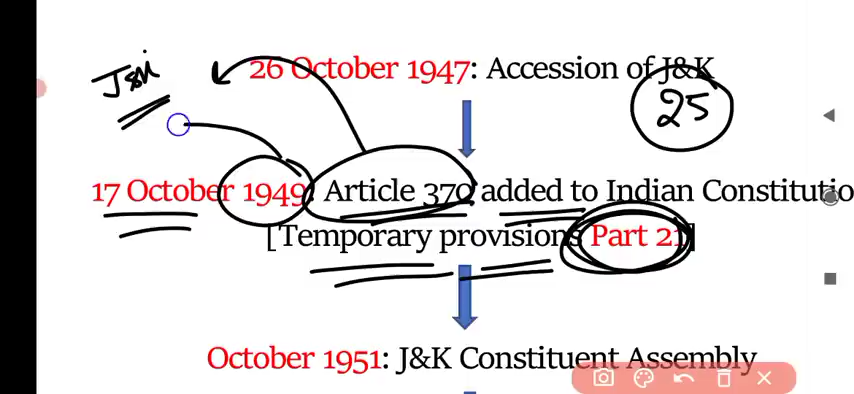 J&K
26 October 1947: Accession of J&K
25
17 October 1949: Article 370 added to Indian Constitutio
[Temporary provisions Part 21]
October 1951: J&K Constituent Assembly